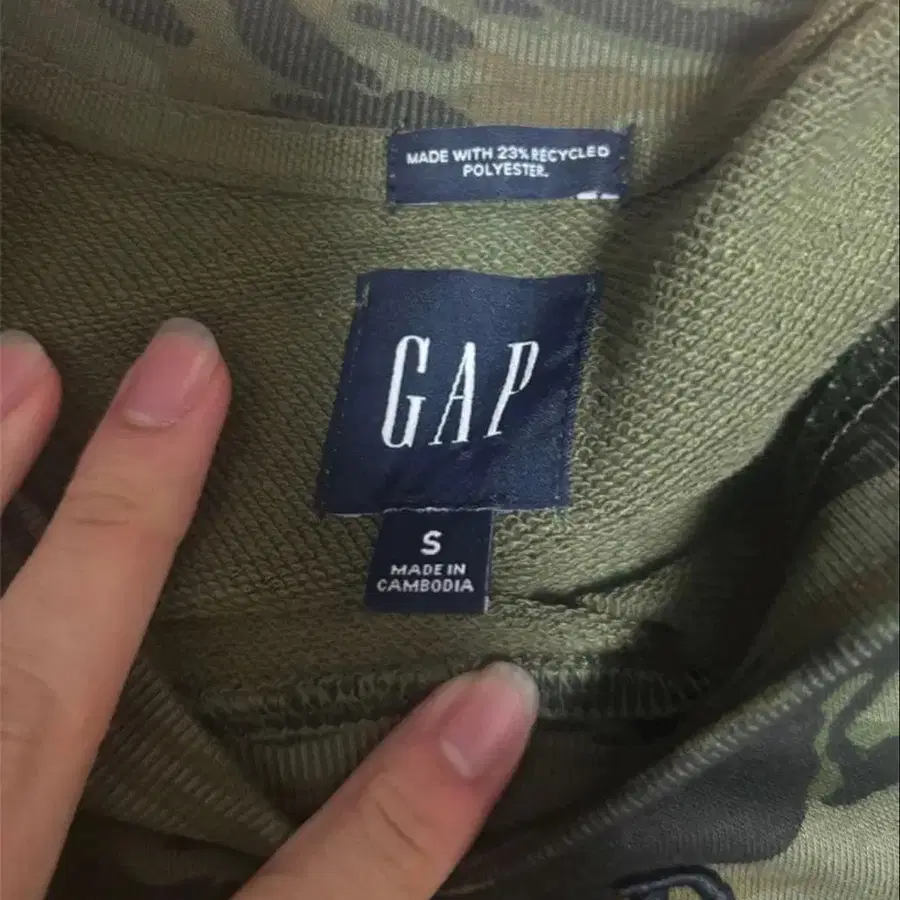 MADE WITH 23% RECYCLED
POLYESTER.
GAP
S
MADE IN
CAMBODIA